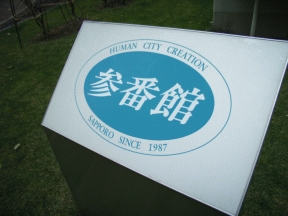 HUMAN CITY CREATION
参番館
SAPPORO SINCE 1987